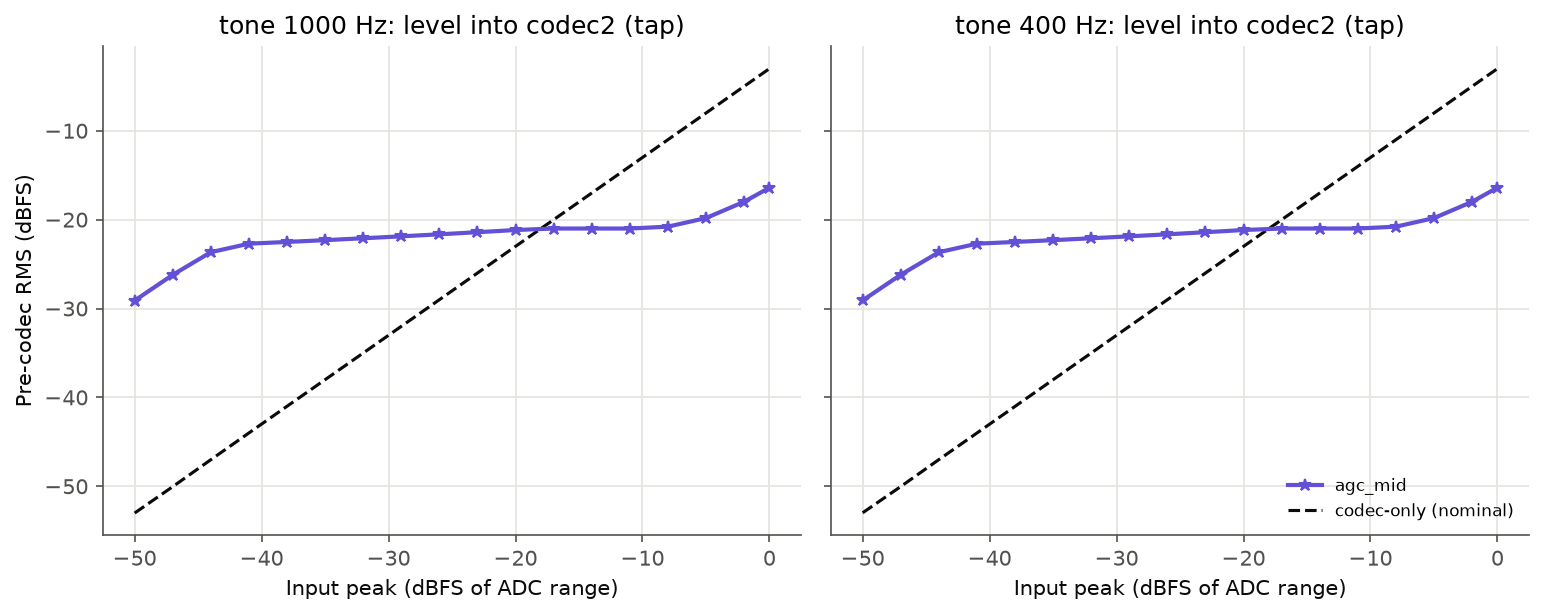 tone 1000 Hz: level into codec2 (tap)
tone 400 Hz: level into codec2 (tap)
Pre-codec RMS (dBFS)
−10
−20
−30
−40
−50
−50 −40 −30 −20 −10 0
−50 −40 −30 −20 −10 0
Input peak (dBFS of ADC range)
Input peak (dBFS of ADC range)
agc_mid
codec-only (nominal)